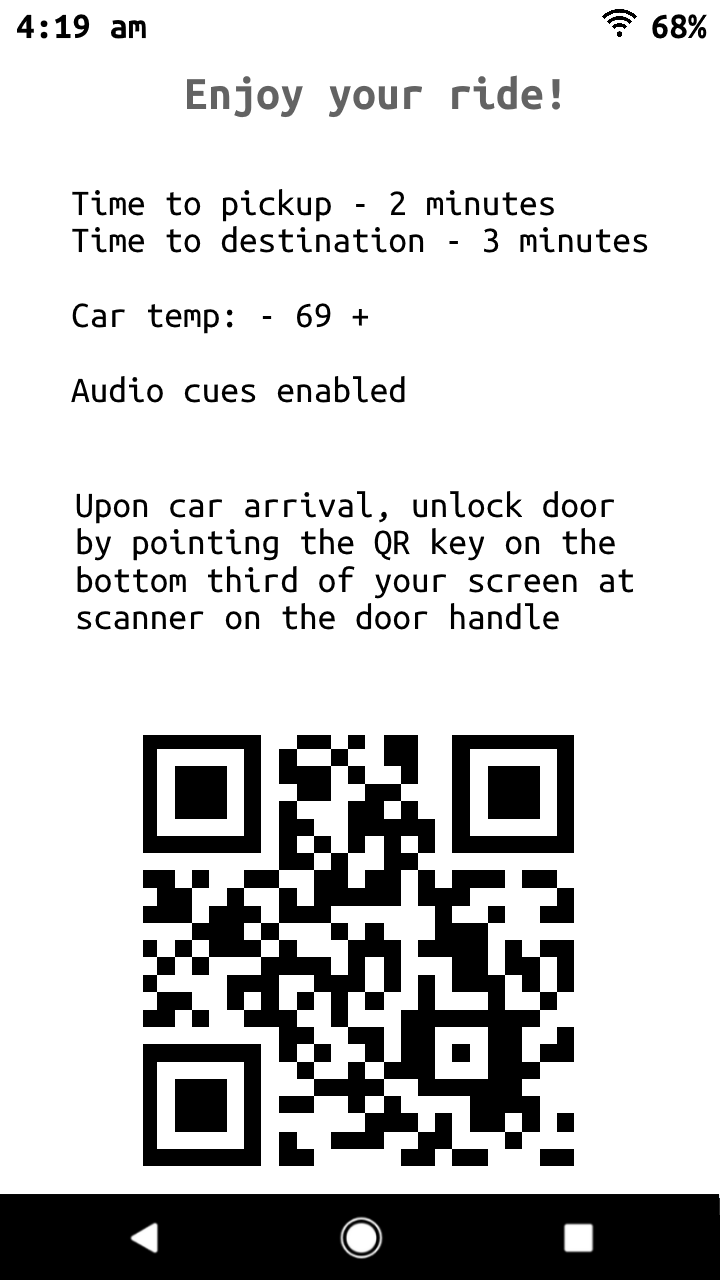 4:19 am 68%
Enjoy your ride!
Time to pickup - 2 minutes
Time to destination - 3 minutes
Car temp: - 69 +
Audio cues enabled
Upon car arrival, unlock door
by pointing the QR key on the
bottom third of your screen at
scanner on the door handle